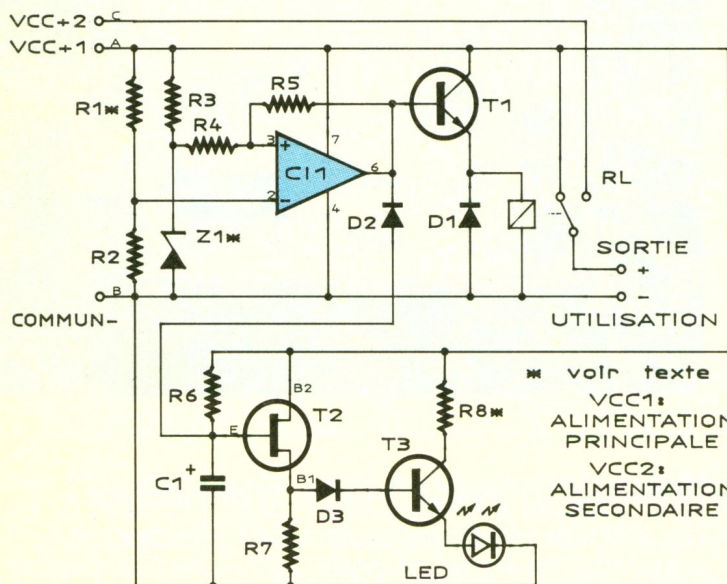 VCC+2 C
VCC+1 A
R1*
R3
R5
R4
T1
3 +
7
CI1
6
2 -
4
RL
R2
Z1*
D2
D1
SORTIE
+
B
-
COMMUN-
UTILISATION
R6
B2
T2
R8*
* voir texte
VCC1:
ALIMENTATION
PRINCIPALE
VCC2:
ALIMENTATION
SECONDAIRE
E
T3
C1 +
B1
D3
R7
LED